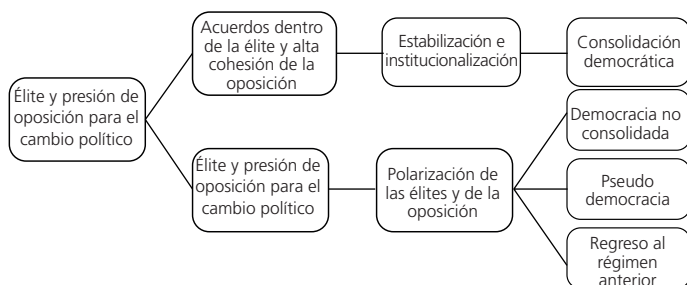 Élite y presión de
oposición para el
cambio político
Acuerdos dentro
de la élite y alta
cohesión de la
oposición
Estabilización e
institucionalización
Consolidación
democrática
Élite y presión de
oposición para el
cambio político
Polarización de
las élites y de la
oposición
Democracia no
consolidada
Pseudo
democracia
Regreso al
régimen
anterior